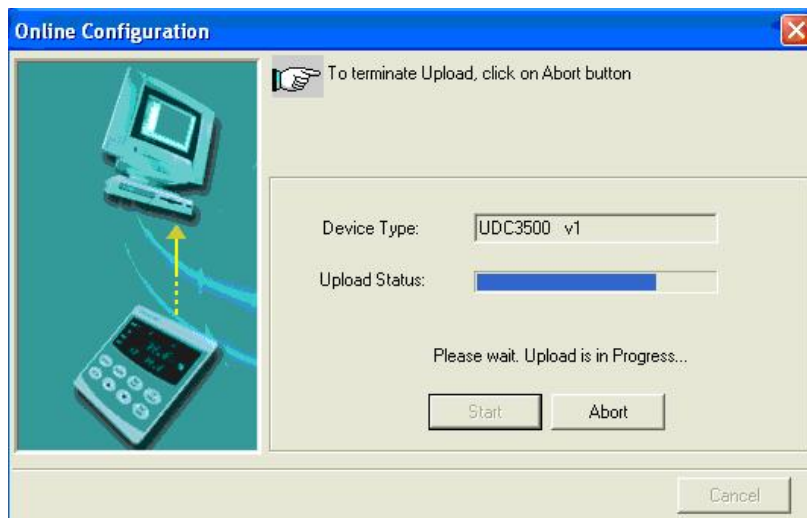 Online Configuration
To terminate Upload, click on Abort button
Device Type:
UDC3500 v1
Upload Status:
Please wait. Upload is in Progress...
Start
Abort
Cancel